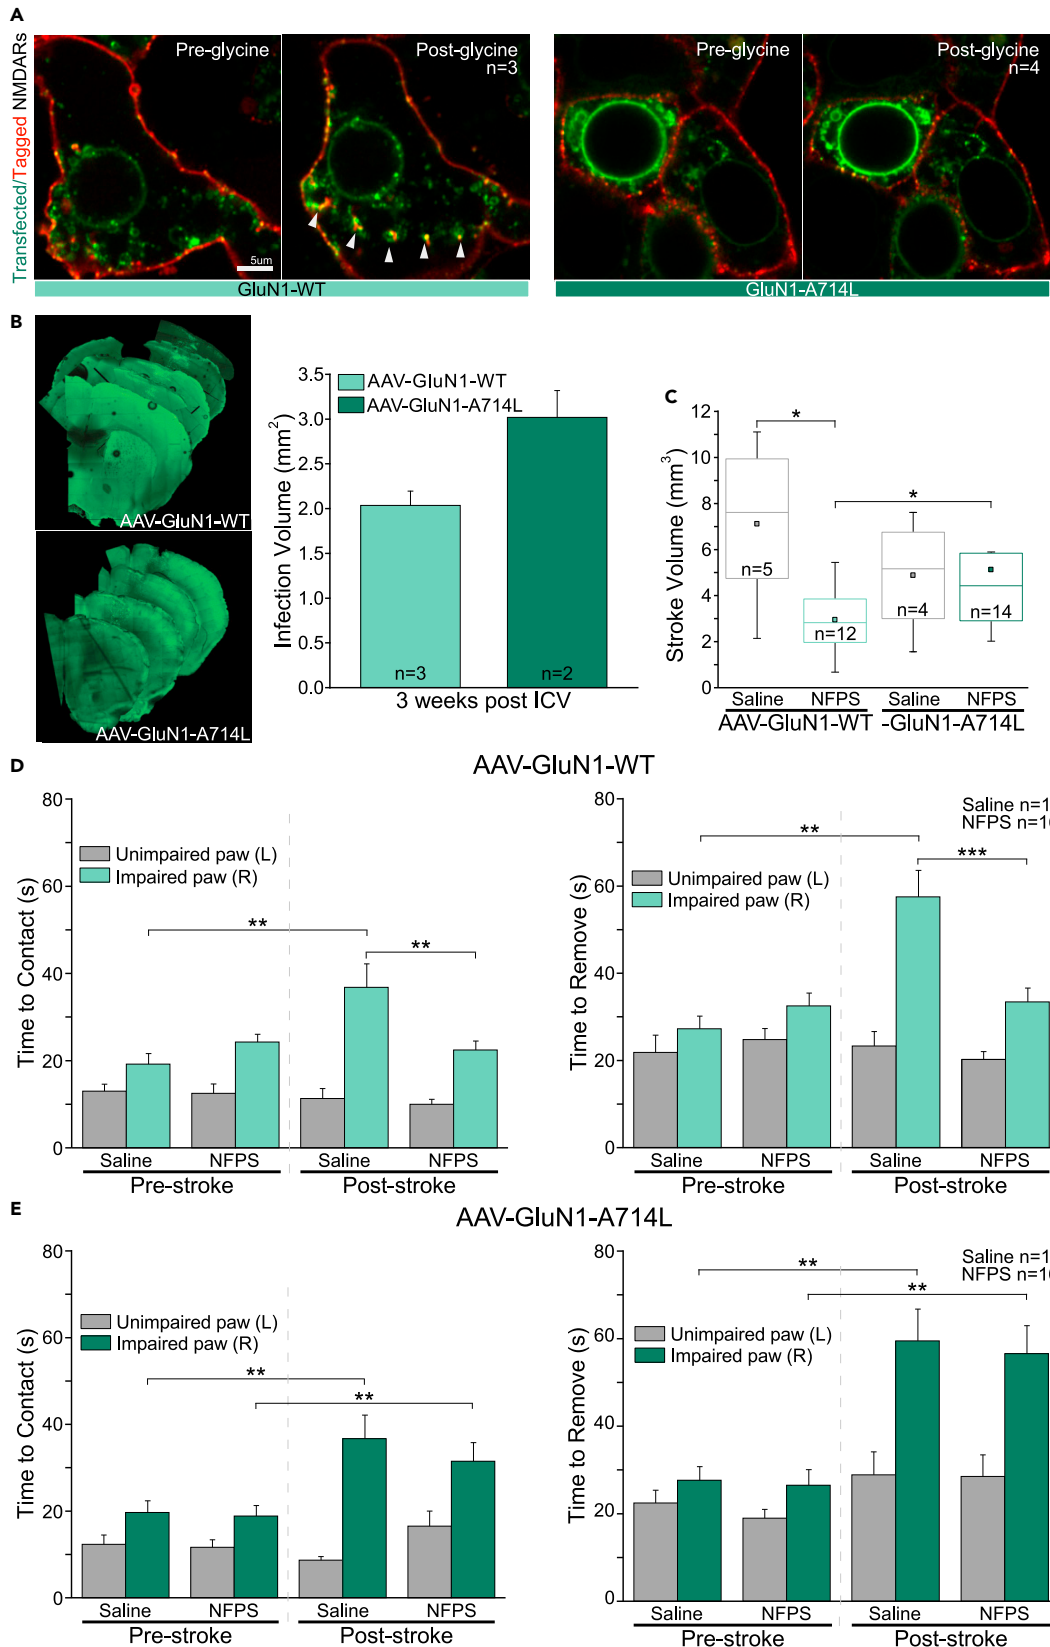 A
Transfected/Tagged NMDARs
Pre-glycine
Post-glycine
n=3
Pre-glycine
Post-glycine
n=4
5um
GluN1-WT
GluN1-A714L
B
AAV-GluN1-WT
AAV-GluN1-A714L
Infection Volume (mm²)
3.5
3.0
2.5
2.0
1.5
1.0
0.5
0.0
AAV-GluN1-WT
AAV-GluN1-A714L
n=3
n=2
3 weeks post ICV
C
Stroke Volume (mm³)
12
10
8
6
4
2
0
*
*
n=5
n=12
n=4
n=14
Saline NFPS Saline NFPS
AAV-GluN1-WT -GluN1-A714L
D
AAV-GluN1-WT
Time to Contact (s)
80
60
40
20
0
Unimpaired paw (L)
Impaired paw (R)
**
**
Saline NFPS Saline NFPS
Pre-stroke Post-stroke
Time to Remove (s)
80
60
40
20
0
Saline n=1
NFPS n=1
Unimpaired paw (L)
Impaired paw (R)
**
***
Saline NFPS Saline NFPS
Pre-stroke Post-stroke
E
AAV-GluN1-A714L
Time to Contact (s)
80
60
40
20
0
Unimpaired paw (L)
Impaired paw (R)
**
**
Saline NFPS Saline NFPS
Pre-stroke Post-stroke
Time to Remove (s)
80
60
40
20
0
Saline n=1
NFPS n=1
Unimpaired paw (L)
Impaired paw (R)
**
**
Saline NFPS Saline NFPS
Pre-stroke Post-stroke